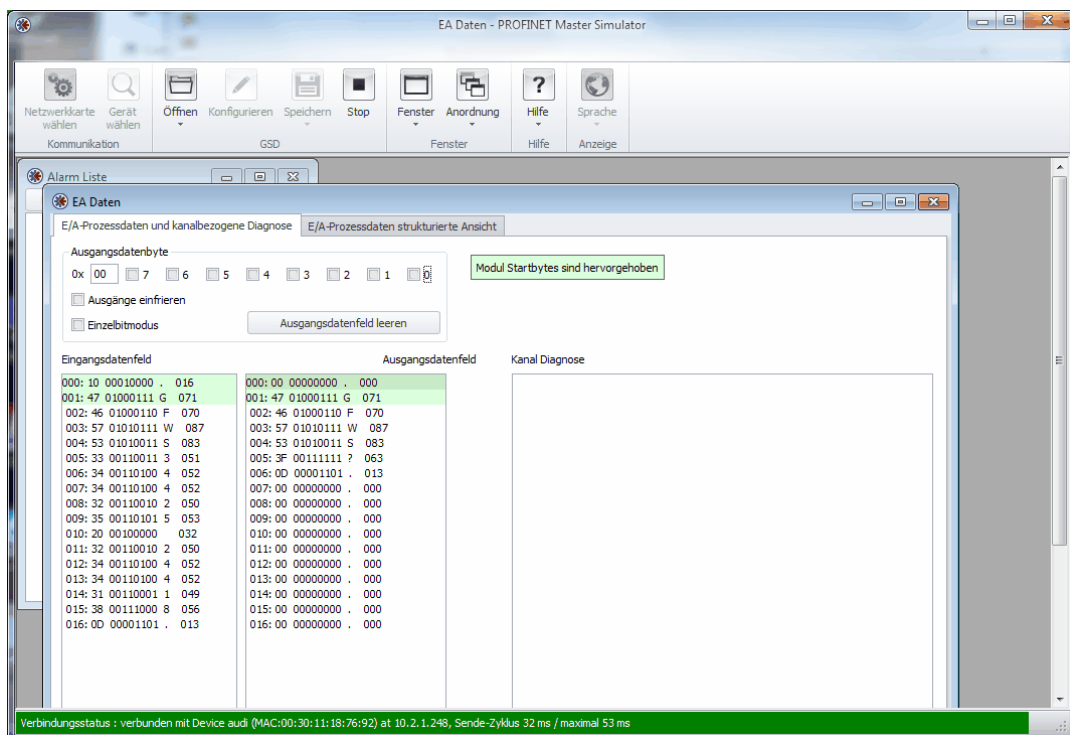 EA Daten - PROFINET Master Simulator
Netzwerkkarte wählen
Gerät wählen
Öffnen
Konfigurieren
Speichern
Stop
Fenster
Anordnung
Hilfe
Sprache
Kommunikation
GSD
Fenster
Hilfe
Anzeige
Alarm Liste
EA Daten
E/A-Prozessdaten und kanalbezogene Diagnose
E/A-Prozessdaten strukturierte Ansicht
Ausgangsdatenbyte
0x 00 7 6 5 4 3 2 1 0
Modul Startbytes sind hervorgehoben
Ausgänge einfrieren
Einzelbitmodus
Ausgangsdatenfeld leeren
Eingangsdatenfeld
000: 10 00010000 . 016
001: 47 01000111 G 071
002: 46 01000110 F 070
003: 57 01010111 W 087
004: 53 01010011 S 083
005: 33 00110011 3 051
006: 34 00110100 4 052
007: 34 00110100 4 052
008: 32 00110010 2 050
009: 35 00110101 5 053
010: 20 00100000 032
011: 32 00110010 2 050
012: 34 00110100 4 052
013: 34 00110100 4 052
014: 31 00110001 1 049
015: 38 00111000 8 056
016: 0D 00001101 . 013
Ausgangsdatenfeld
000: 00 00000000 . 000
001: 47 01000111 G 071
002: 46 01000110 F 070
003: 57 01010111 W 087
004: 53 01010011 S 083
005: 3F 00111111 ? 063
006: 0D 00001101 . 013
007: 00 00000000 . 000
008: 00 00000000 . 000
009: 00 00000000 . 000
010: 00 00000000 . 000
011: 00 00000000 . 000
012: 00 00000000 . 000
013: 00 00000000 . 000
014: 00 00000000 . 000
015: 00 00000000 . 000
016: 00 00000000 . 000
Kanal Diagnose
Verbindungsstatus : verbunden mit Device audi (MAC:00:30:11:18:76:92) at 10.2.1.248, Sende-Zyklus 32 ms / maximal 53 ms